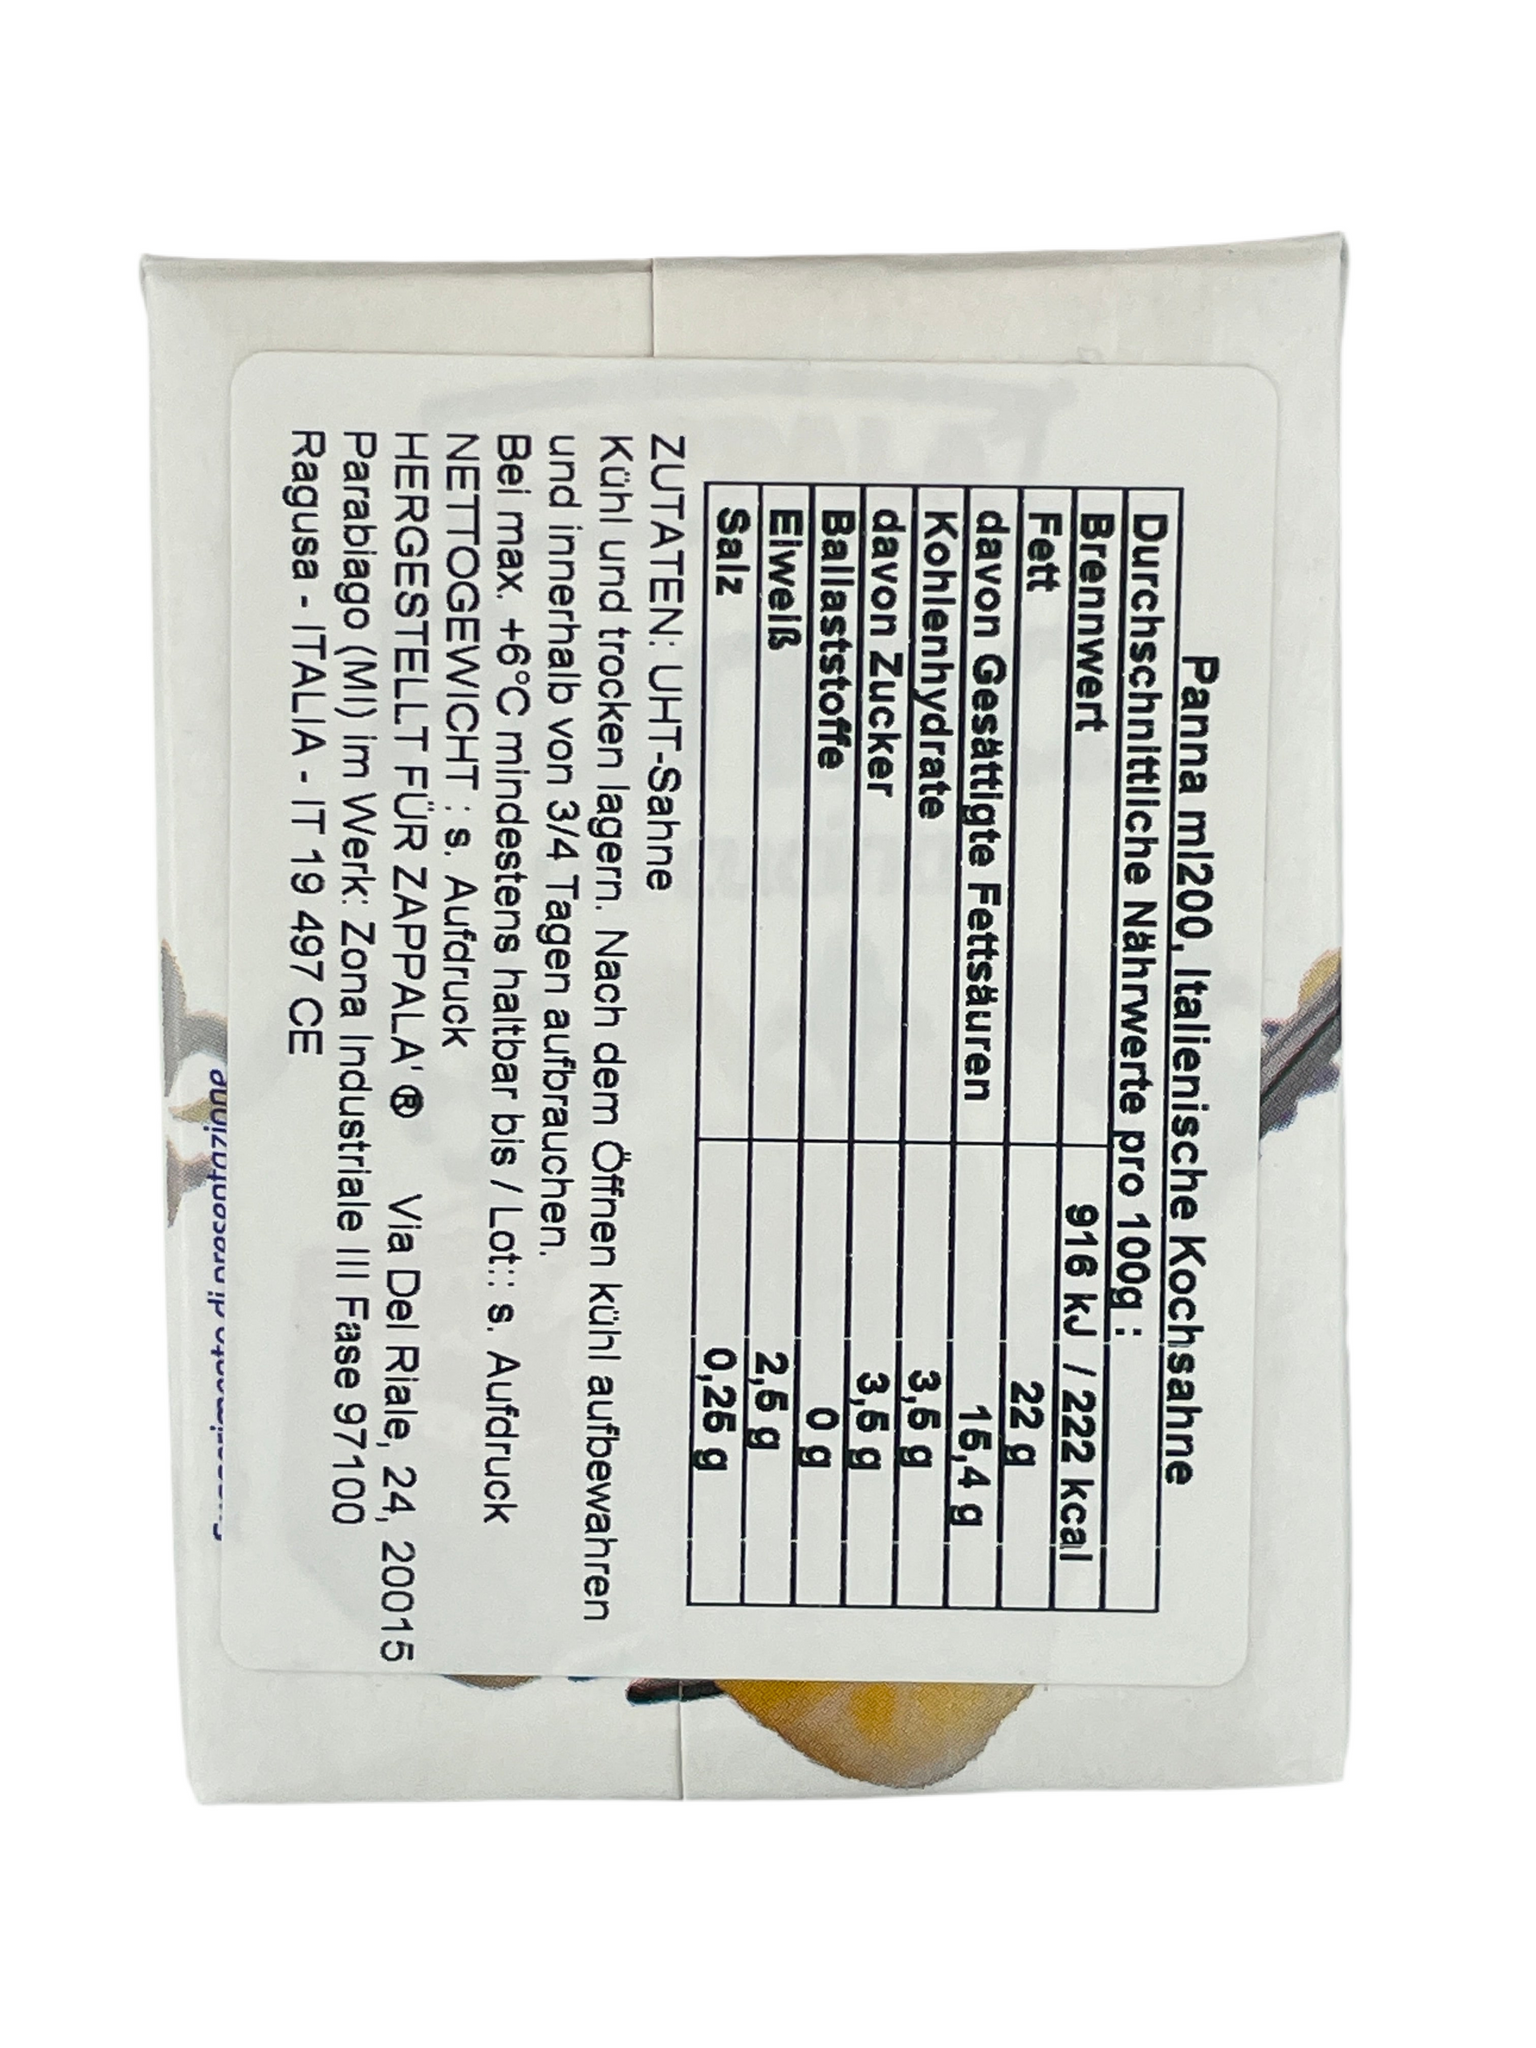 Panna ml200, Italienische Kochsahne
Durchschnittliche Nährwerte pro 100g :
Brennwert 916 kJ / 222 kcal
Fett 22 g
davon Gesättigte Fettsäuren 15,4 g
Kohlenhydrate 3,5 g
davon Zucker 3,5 g
Ballaststoffe 0 g
Eiweiß 2,5 g
Salz 0,25 g
ZUTATEN: UHT-Sahne
Kühl und trocken lagern. Nach dem Öffnen kühl aufbewahren
und innerhalb von 3/4 Tagen aufbrauchen.
Bei max. +6°C mindestens haltbar bis / Lot:: s. Aufdruck
NETTOGEWICHT : s. Aufdruck
HERGESTELLT FÜR ZAPPALA' ® Via Del Riale, 24, 20015
Parabiago (MI) im Werk: Zona Industriale III Fase 97100
Ragusa - ITALIA - IT 19 497 CE